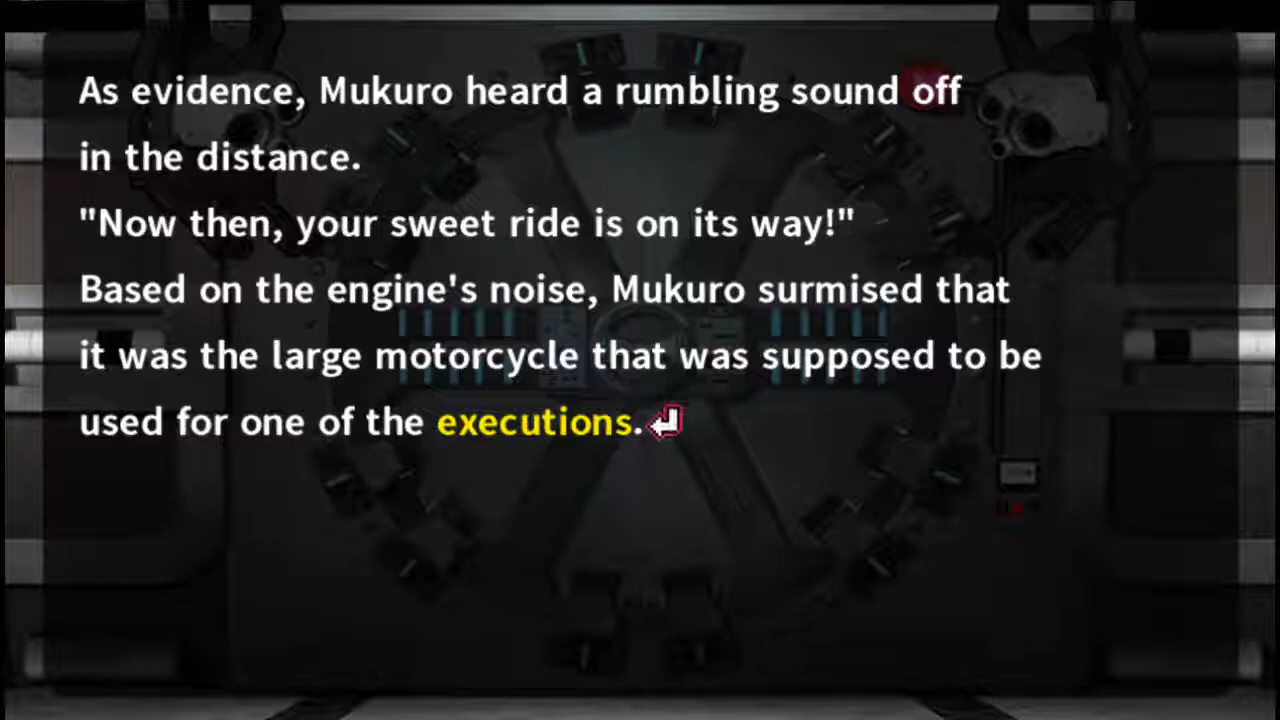 As evidence, Mukuro heard a rumbling sound off
in the distance.
"Now then, your sweet ride is on its way!"
Based on the engine's noise, Mukuro surmised that
it was the large motorcycle that was supposed to be
used for one of the executions.